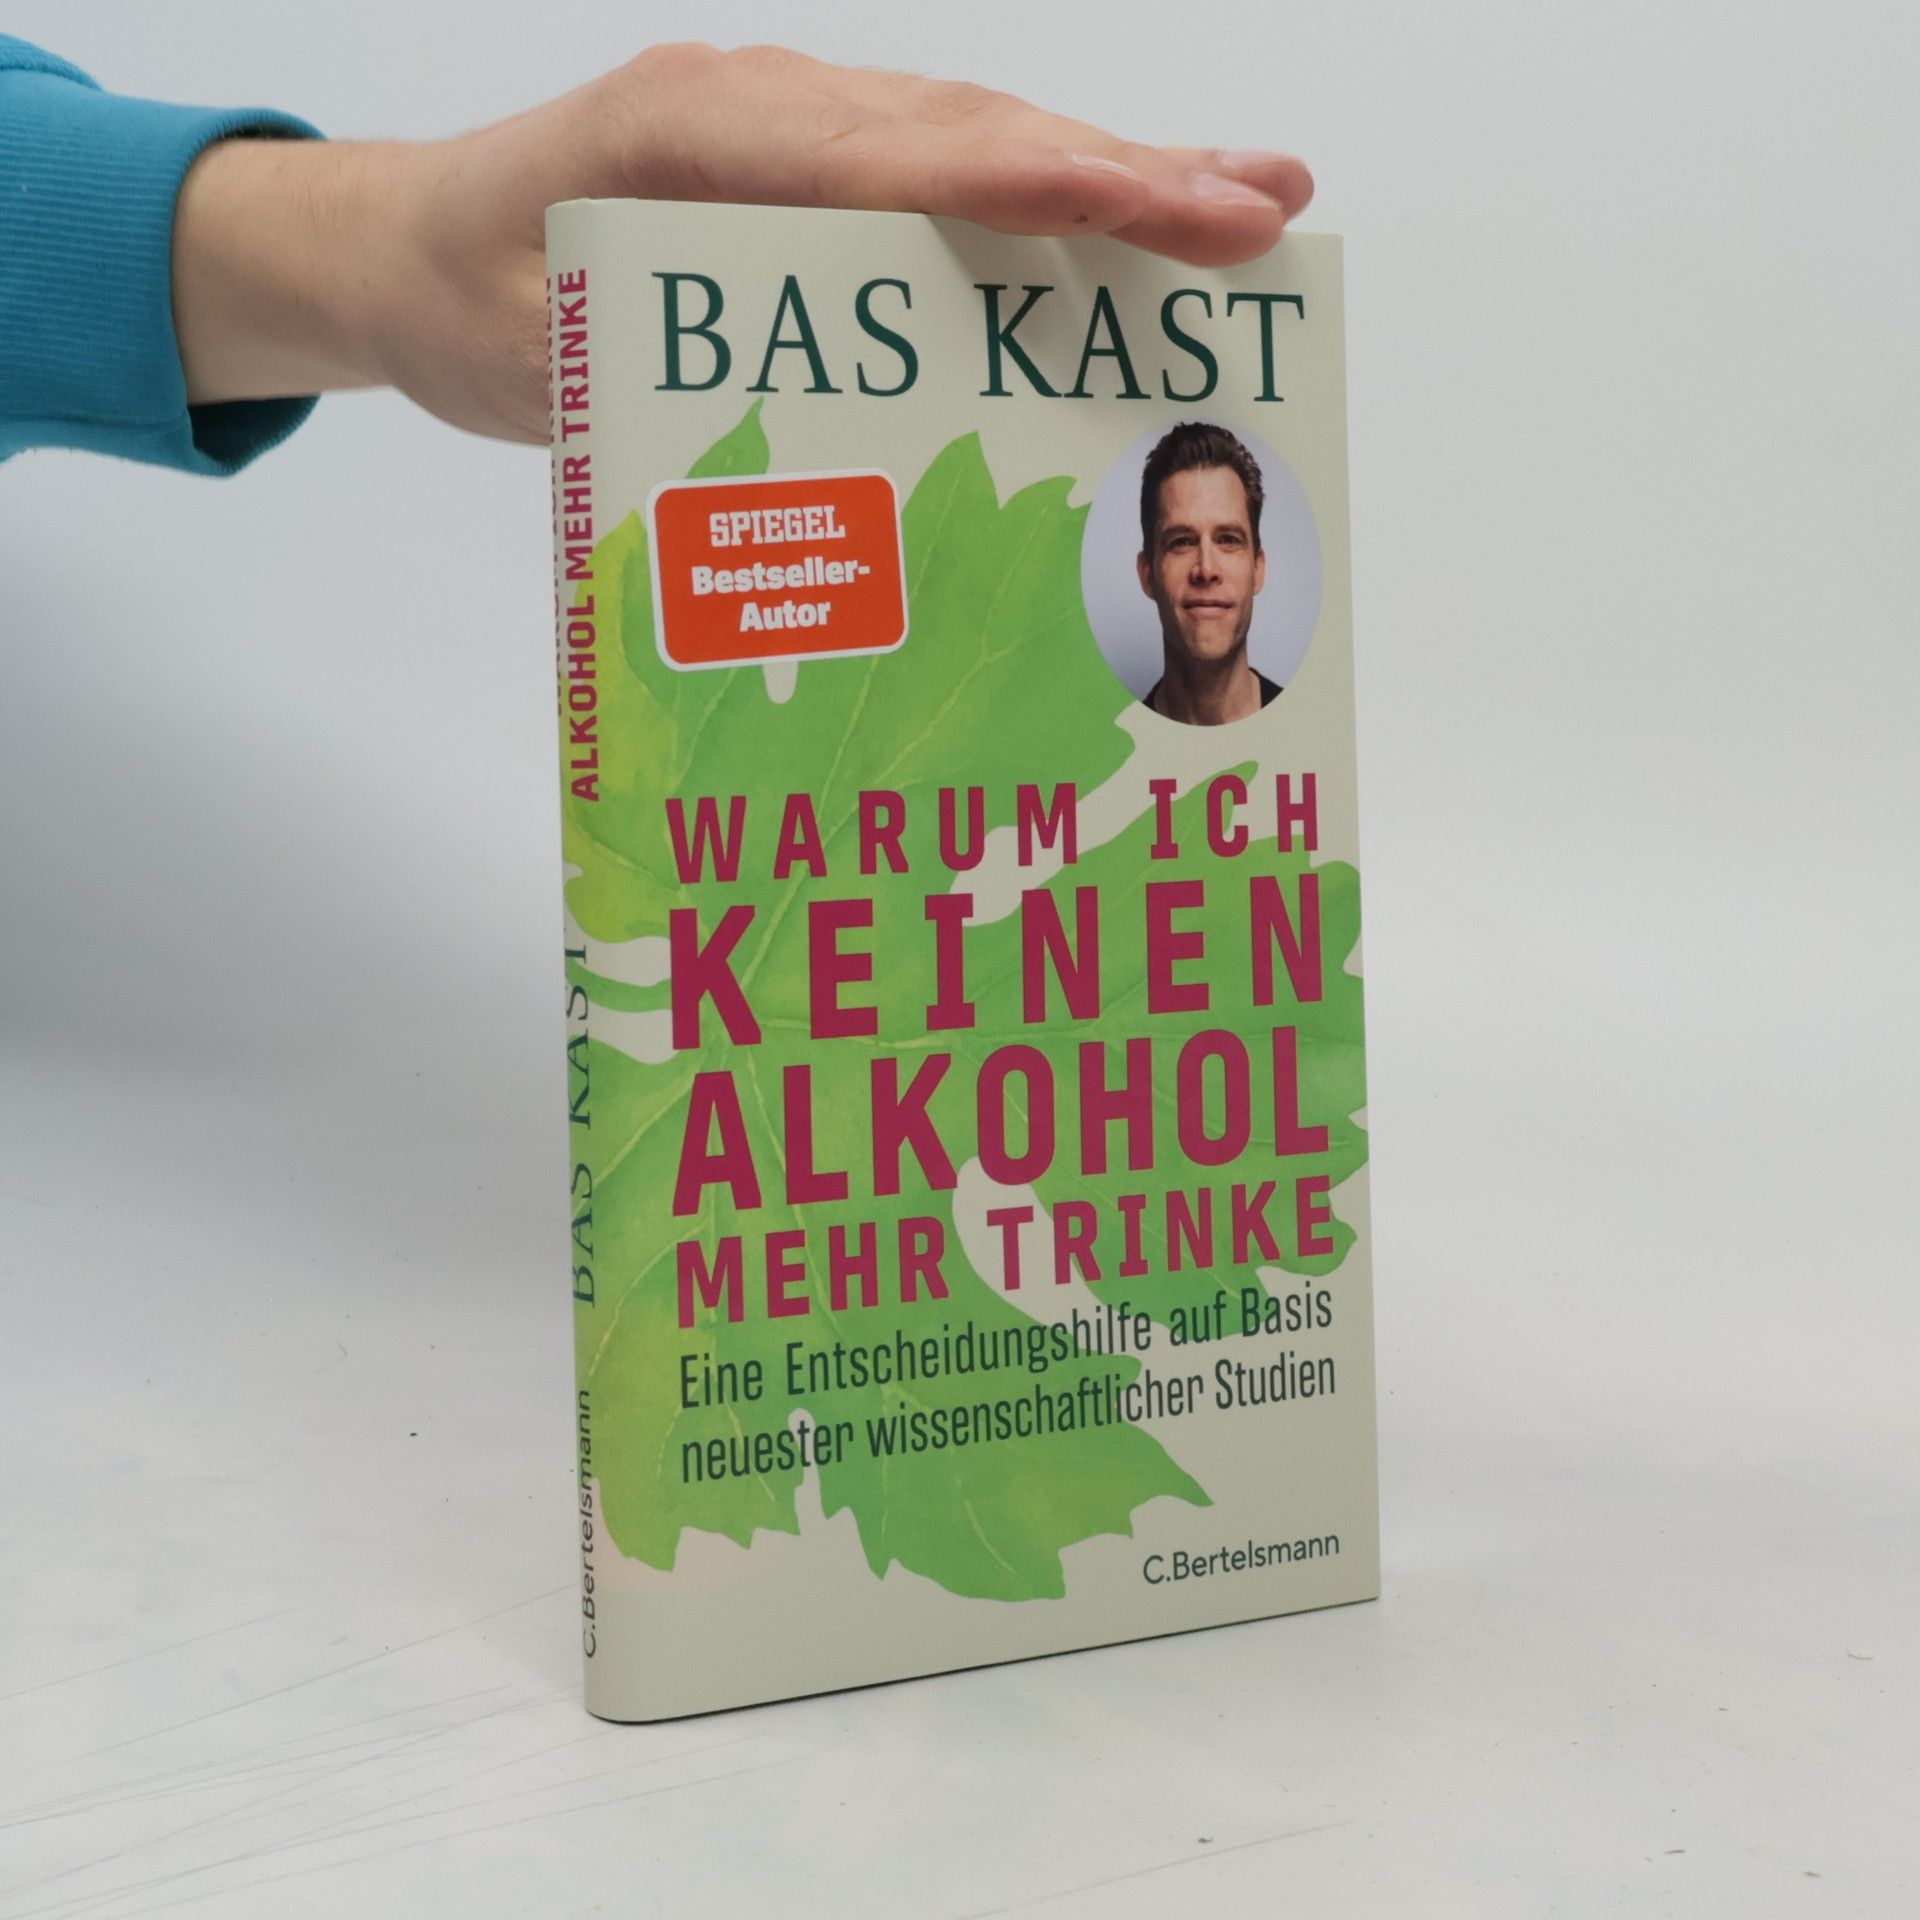 BAS KAST
SPIEGEL
Bestseller-
Autor
WARUM ICH
KEINEN
ALKOHOL
MEHR TRINKE
Eine Entscheidungshilfe auf Basis
neuester wissenschaftlicher Studien
C.Bertelsmann
ALKOHOL MEHR TRINKE
BAS KAST
C.Bertelsmann